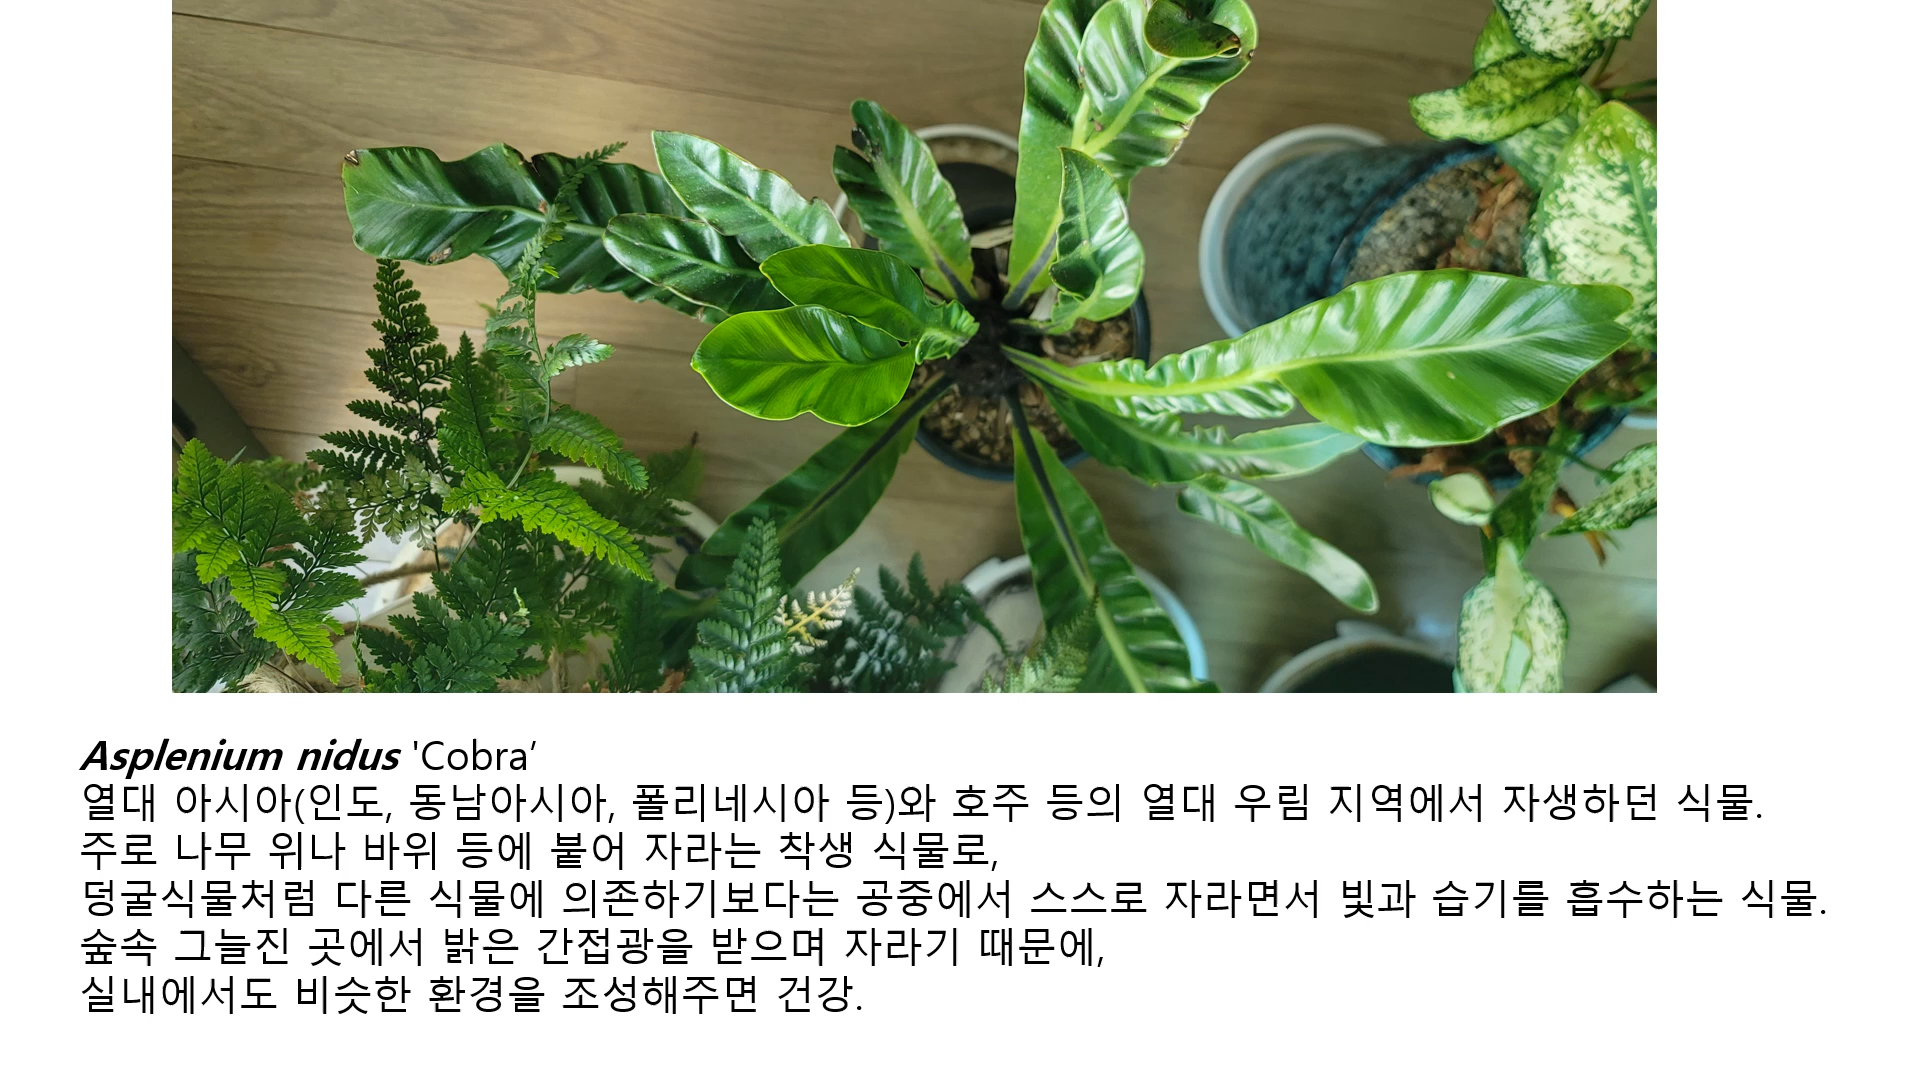 Asplenium nidus 'Cobra’
열대 아시아(인도, 동남아시아, 폴리네시아 등)와 호주 등의 열대 우림 지역에서 자생하던 식물.
주로 나무 위나 바위 등에 붙어 자라는 착생 식물로,
덩굴식물처럼 다른 식물에 의존하기보다는 공중에서 스스로 자라면서 빛과 습기를 흡수하는 식물.
숲속 그늘진 곳에서 밝은 간접광을 받으며 자라기 때문에,
실내에서도 비슷한 환경을 조성해주면 건강.